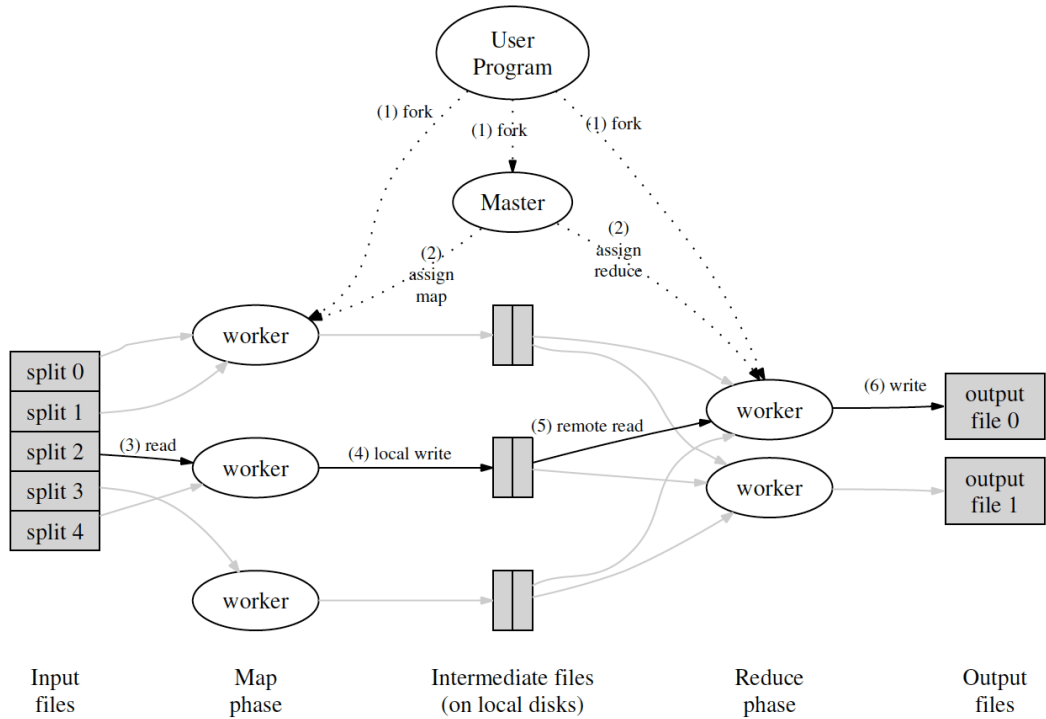 User
Program
(1) fork
(1) fork
(1) fork
Master
(2)
assign
map
(2)
assign
reduce
worker
split 0
split 1
split 2
split 3
split 4
(3) read
worker
(4) local write
(5) remote read
worker
(6) write
output
file 0
worker
output
file 1
worker
Input
files
Map
phase
Intermediate files
(on local disks)
Reduce
phase
Output
files